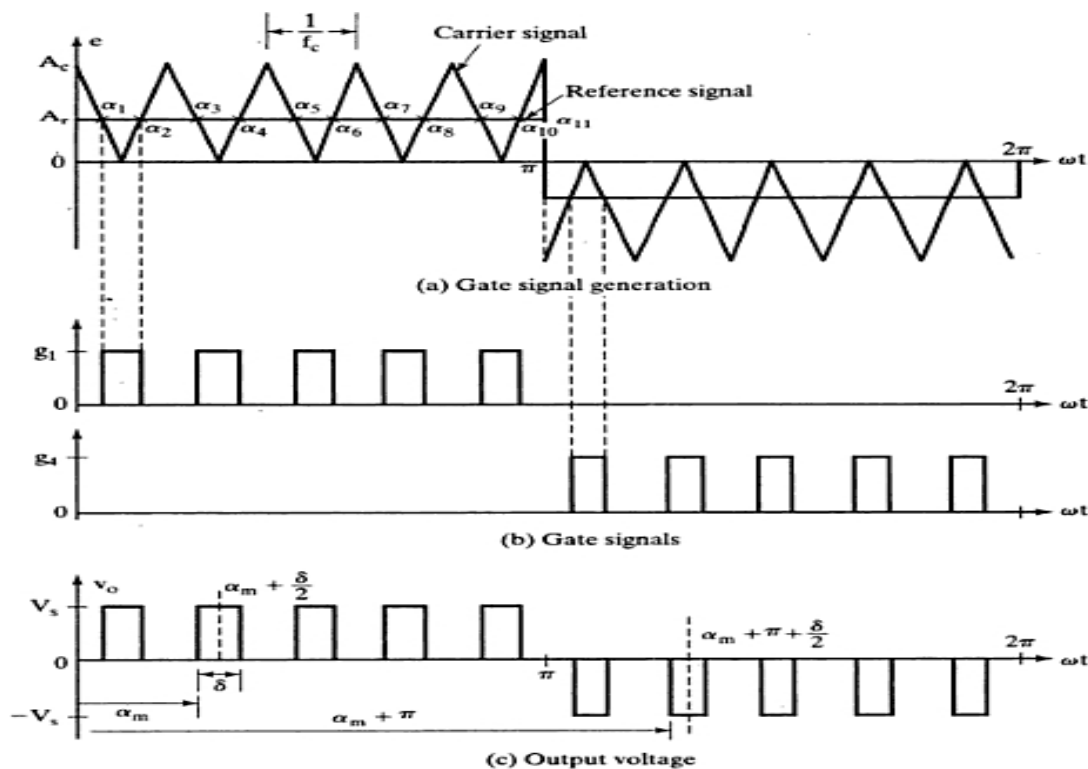 e
1/f_c
Carrier signal
A_c
α₁ α₃ α₅ α₇ α₉
Reference signal
A_r
α₂ α₄ α₆ α₈ α₁₀ α₁₁
0 π 2π ωt
(a) Gate signal generation
g₁
0 2π ωt
g₄
0 2π ωt
(b) Gate signals
v_o
α_m + δ/2
V_s
α_m + π + δ/2
0 π 2π ωt
δ
α_m
α_m + π
−V_s
(c) Output voltage